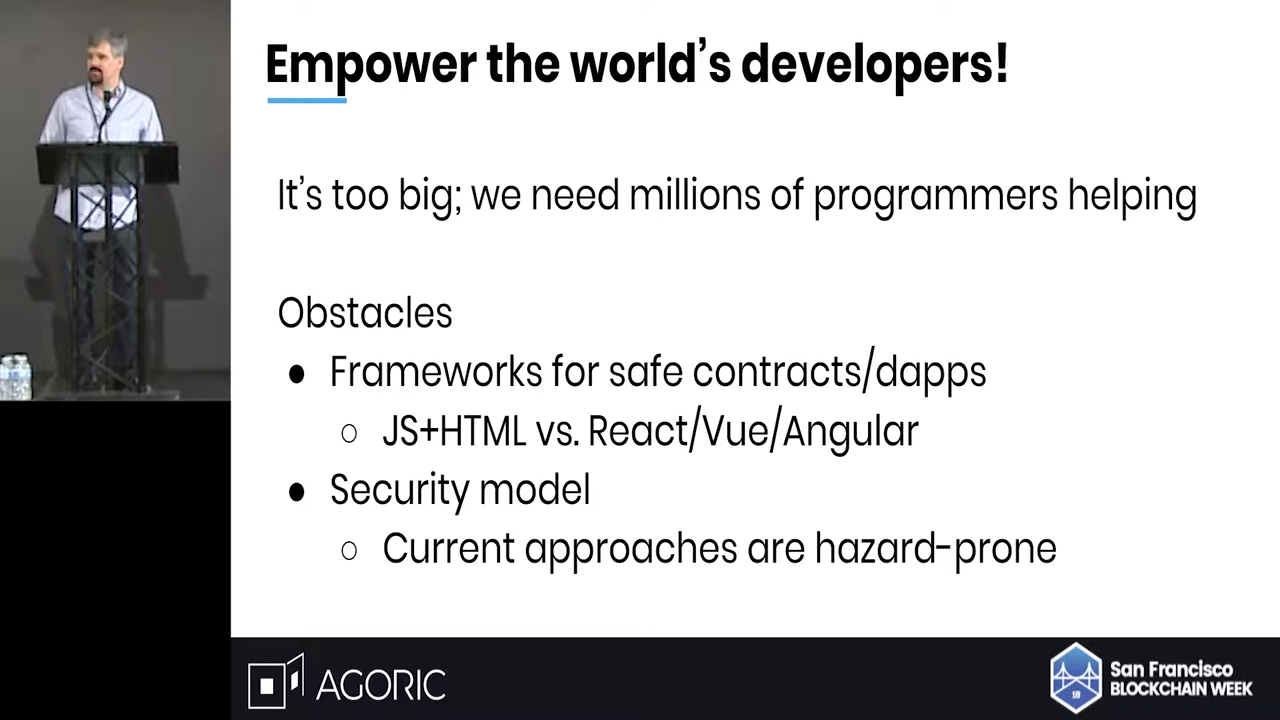 Empower the world's developers!
It's too big; we need millions of programmers helping
Obstacles
● Frameworks for safe contracts/dapps
○ JS+HTML vs. React/Vue/Angular
● Security model
○ Current approaches are hazard-prone
AGORIC
San Francisco
BLOCKCHAIN WEEK